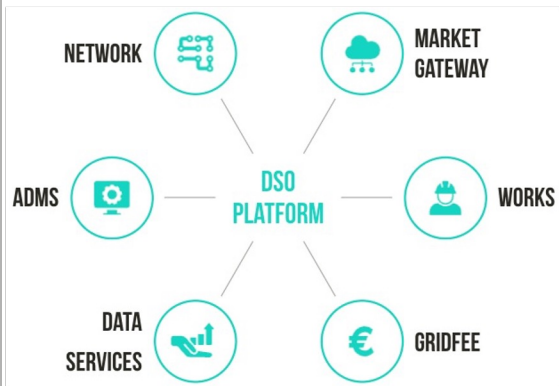 NETWORK
MARKET
GATEWAY
ADMS
DSO
PLATFORM
WORKS
DATA
SERVICES
€
GRIDFEE